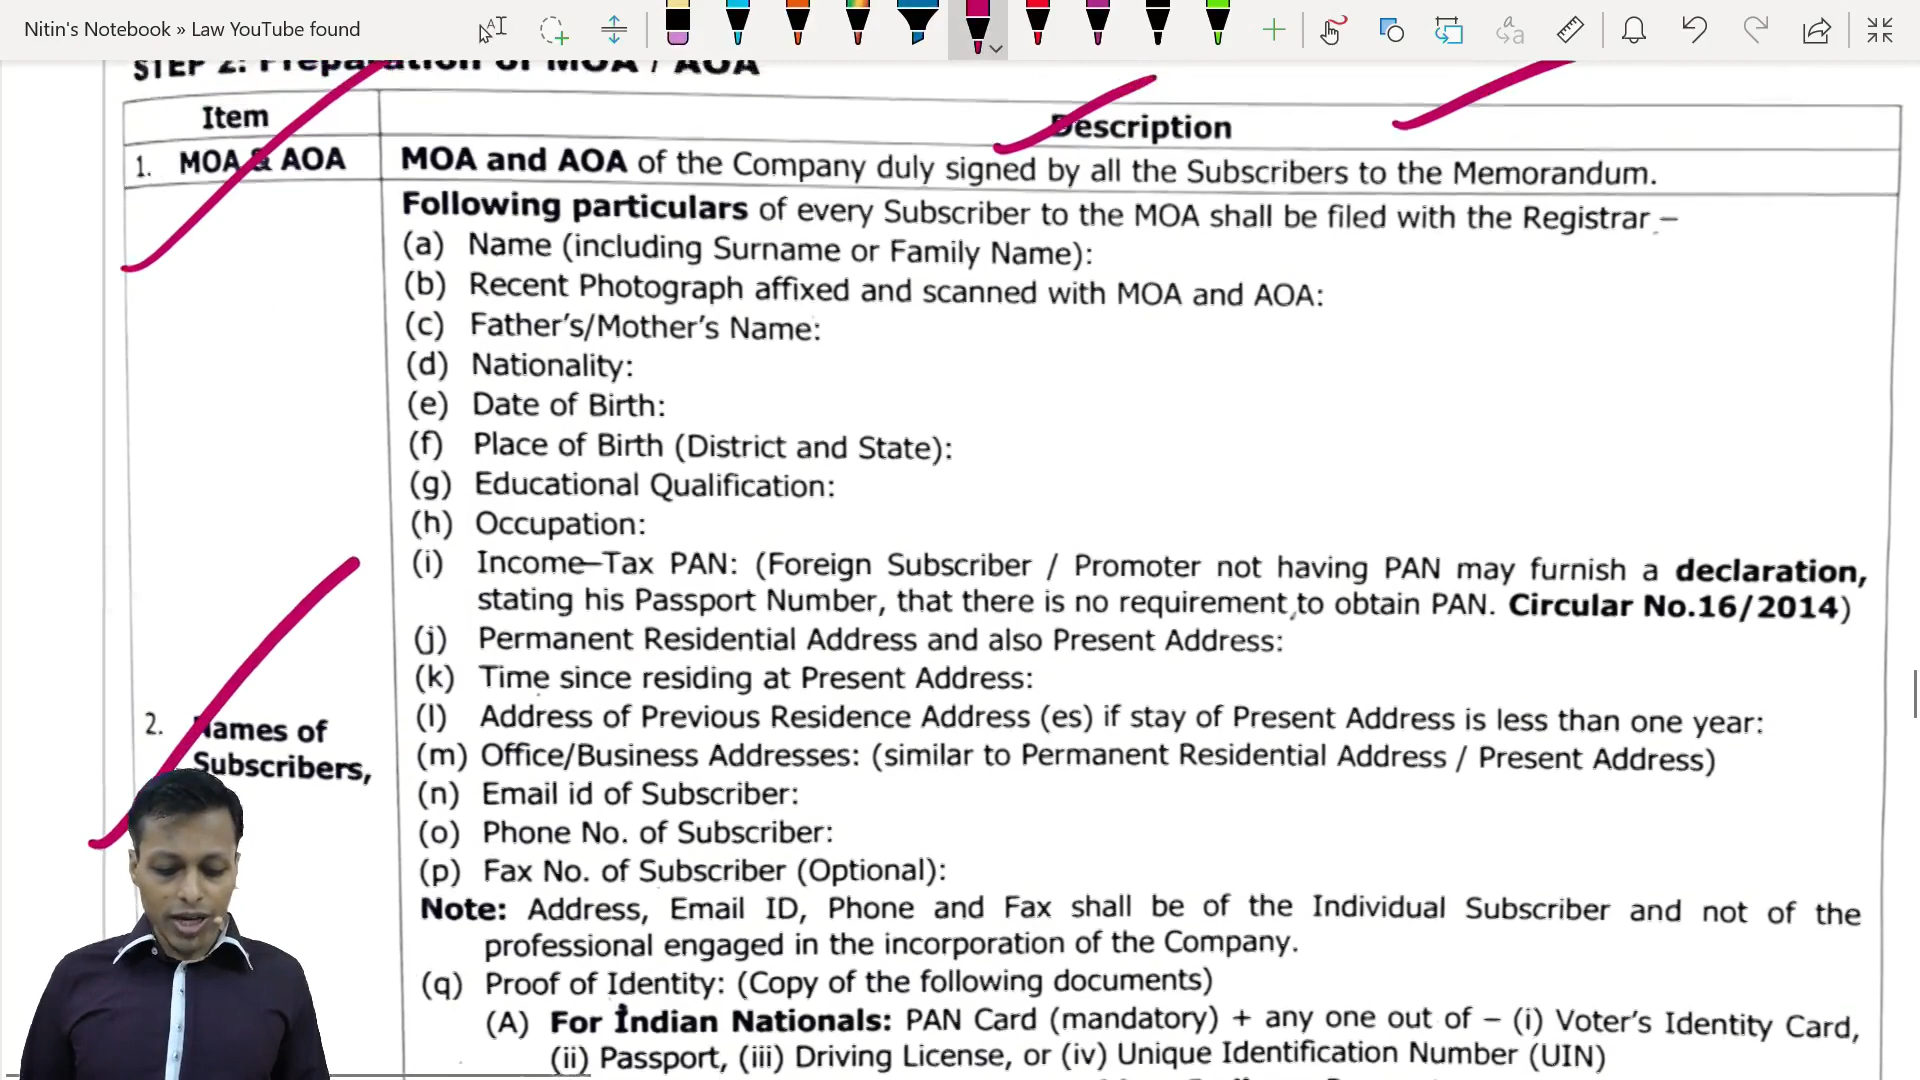 Nitin's Notebook » Law YouTube found
STEP 2: Preparation of MOA / AOA
Item
Description
1. MOA & AOA
MOA and AOA of the Company duly signed by all the Subscribers to the Memorandum.
2. Names of
Subscribers,
Following particulars of every Subscriber to the MOA shall be filed with the Registrar –
(a) Name (including Surname or Family Name):
(b) Recent Photograph affixed and scanned with MOA and AOA:
(c) Father's/Mother's Name:
(d) Nationality:
(e) Date of Birth:
(f) Place of Birth (District and State):
(g) Educational Qualification:
(h) Occupation:
(i) Income–Tax PAN: (Foreign Subscriber / Promoter not having PAN may furnish a declaration,
stating his Passport Number, that there is no requirement to obtain PAN. Circular No.16/2014)
(j) Permanent Residential Address and also Present Address:
(k) Time since residing at Present Address:
(l) Address of Previous Residence Address (es) if stay of Present Address is less than one year:
(m) Office/Business Addresses: (similar to Permanent Residential Address / Present Address)
(n) Email id of Subscriber:
(o) Phone No. of Subscriber:
(p) Fax No. of Subscriber (Optional):
Note: Address, Email ID, Phone and Fax shall be of the Individual Subscriber and not of the
professional engaged in the incorporation of the Company.
(q) Proof of Identity: (Copy of the following documents)
(A) For Indian Nationals: PAN Card (mandatory) + any one out of – (i) Voter's Identity Card,
(ii) Passport, (iii) Driving License, or (iv) Unique Identification Number (UIN)